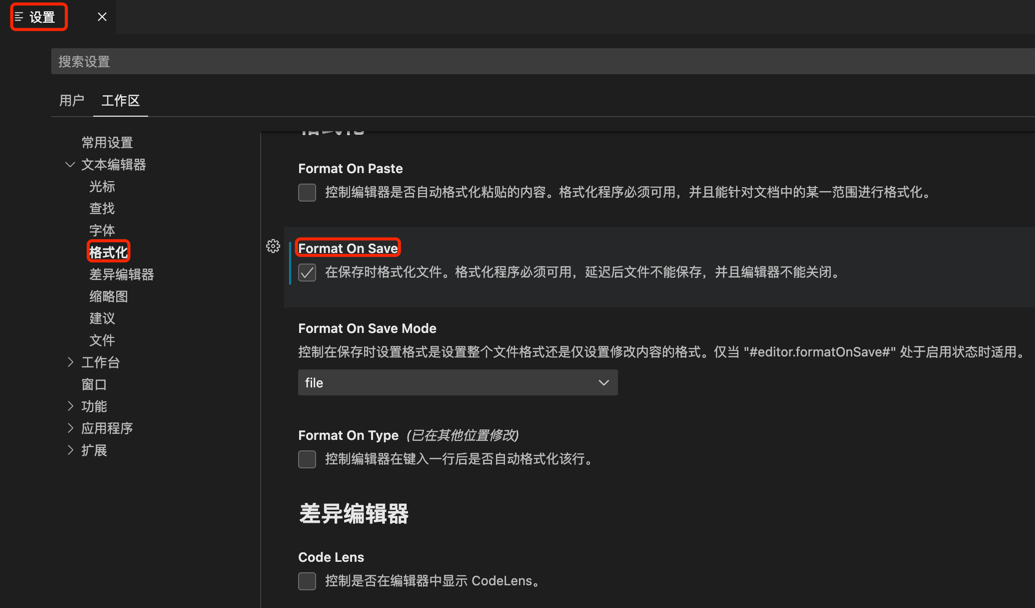 设置
搜索设置
用户 工作区
常用设置
文本编辑器
光标
查找
字体
格式化
差异编辑器
缩略图
建议
文件
工作台
窗口
功能
应用程序
扩展
格式化
Format On Paste
控制编辑器是否自动格式化粘贴的内容。格式化程序必须可用，并且能针对文档中的某一范围进行格式化。
Format On Save
在保存时格式化文件。格式化程序必须可用，延迟后文件不能保存，并且编辑器不能关闭。
Format On Save Mode
控制在保存时设置格式是设置整个文件格式还是仅设置修改内容的格式。仅当 "#editor.formatOnSave#" 处于启用状态时适用。
file
Format On Type (已在其他位置修改)
控制编辑器在键入一行后是否自动格式化该行。
差异编辑器
Code Lens
控制是否在编辑器中显示 CodeLens。